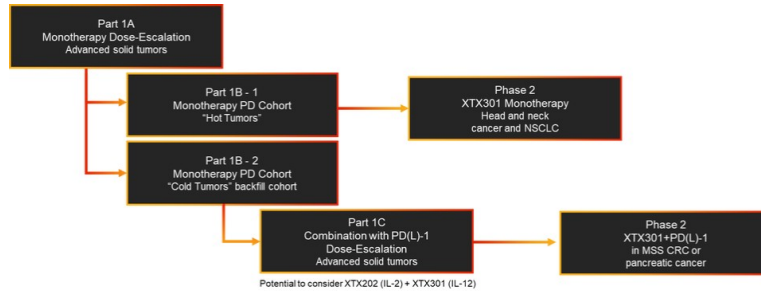 Part 1A
Monotherapy Dose-Escalation
Advanced solid tumors
Part 1B - 1
Monotherapy PD Cohort
“Hot Tumors”
Phase 2
XTX301 Monotherapy
Head and neck
cancer and NSCLC
Part 1B - 2
Monotherapy PD Cohort
“Cold Tumors” backfill cohort
Part 1C
Combination with PD(L)-1
Dose-Escalation
Advanced solid tumors
Phase 2
XTX301+PD(L)-1
in MSS CRC or
pancreatic cancer
Potential to consider XTX202 (IL-2) + XTX301 (IL-12)